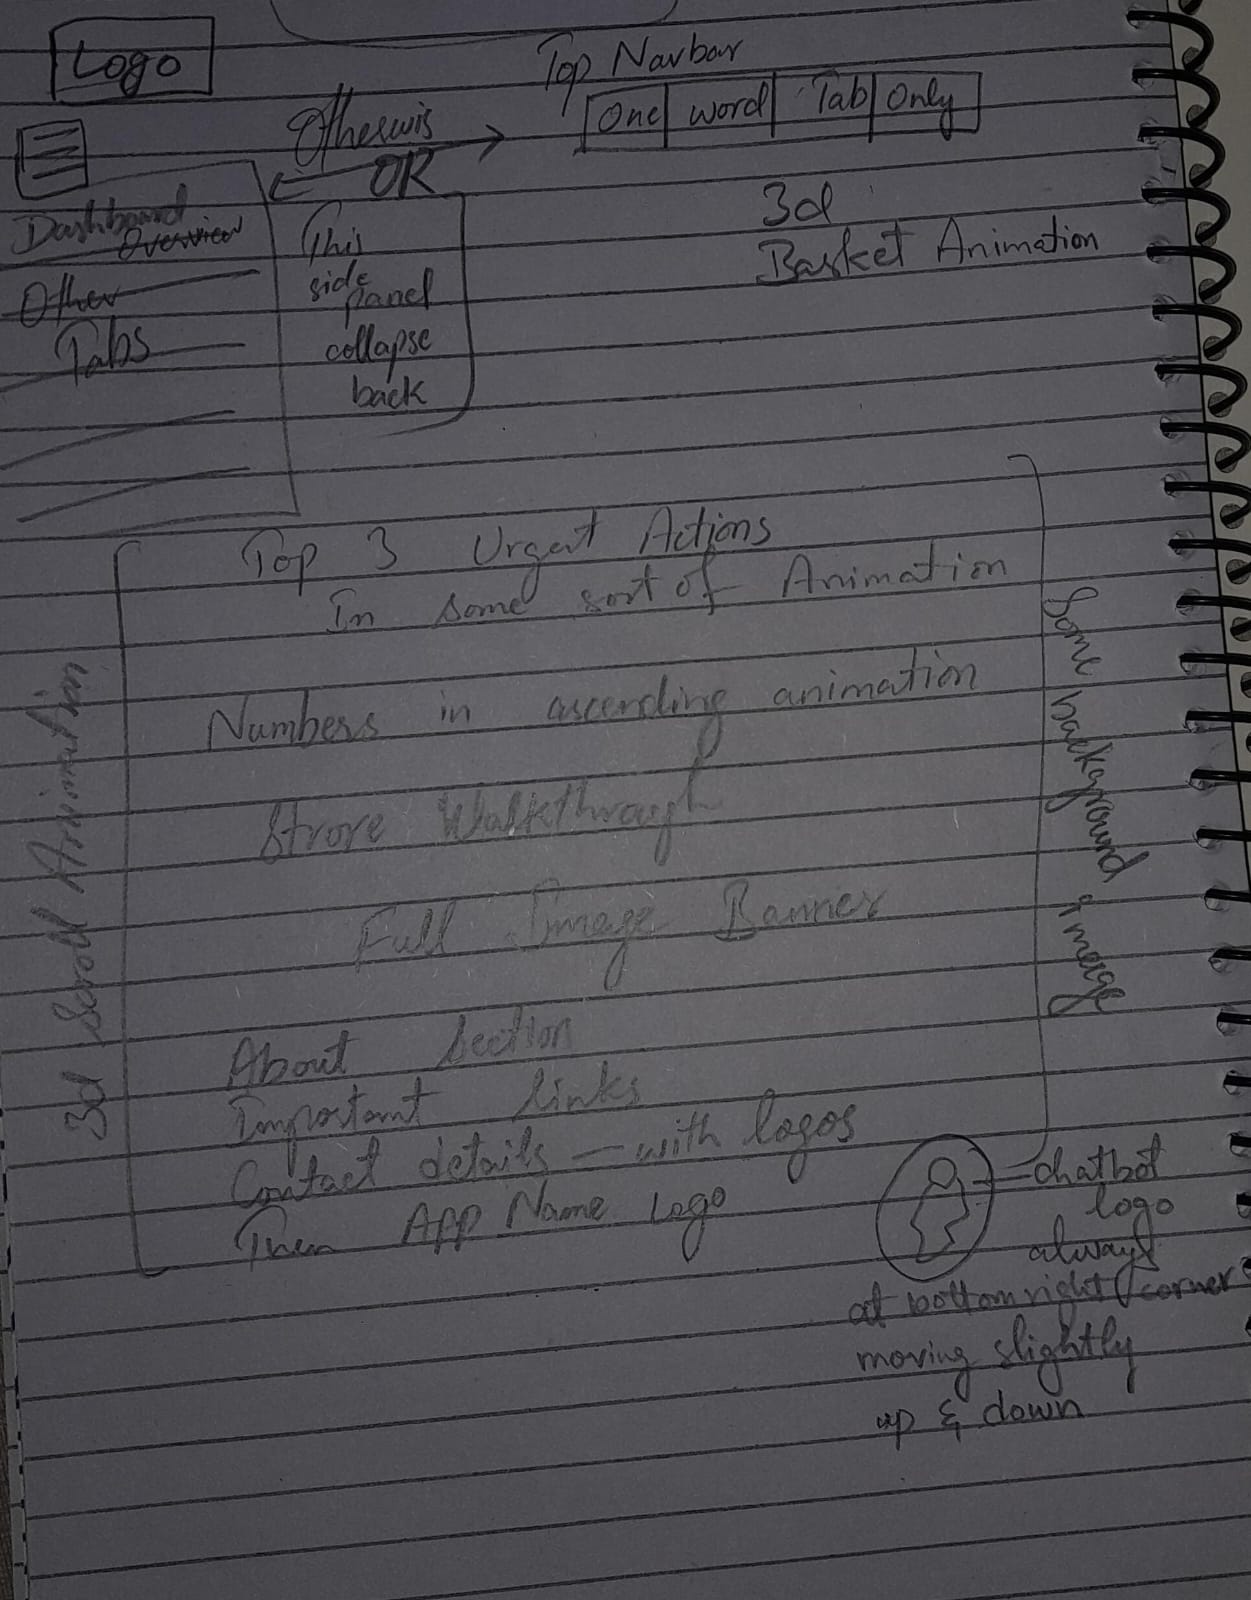 Logo
Top Navbar
One word Tab Only
Otherwis
OR
Dashboard
Overview
Other
Tabs
This
side
panel
collapse
back
3d
Basket Animation
Top 3 Urgent Actions
In some sort of Animation
Numbers in ascending animation
Strore Walkthrough
Full Image Banner
About Section
Important links
Contact details – with logos
Then App Name Logo
3d Scroll Animation
Some background & merge
chatbot
logo
always
at bottom right corner
moving slightly
up & down